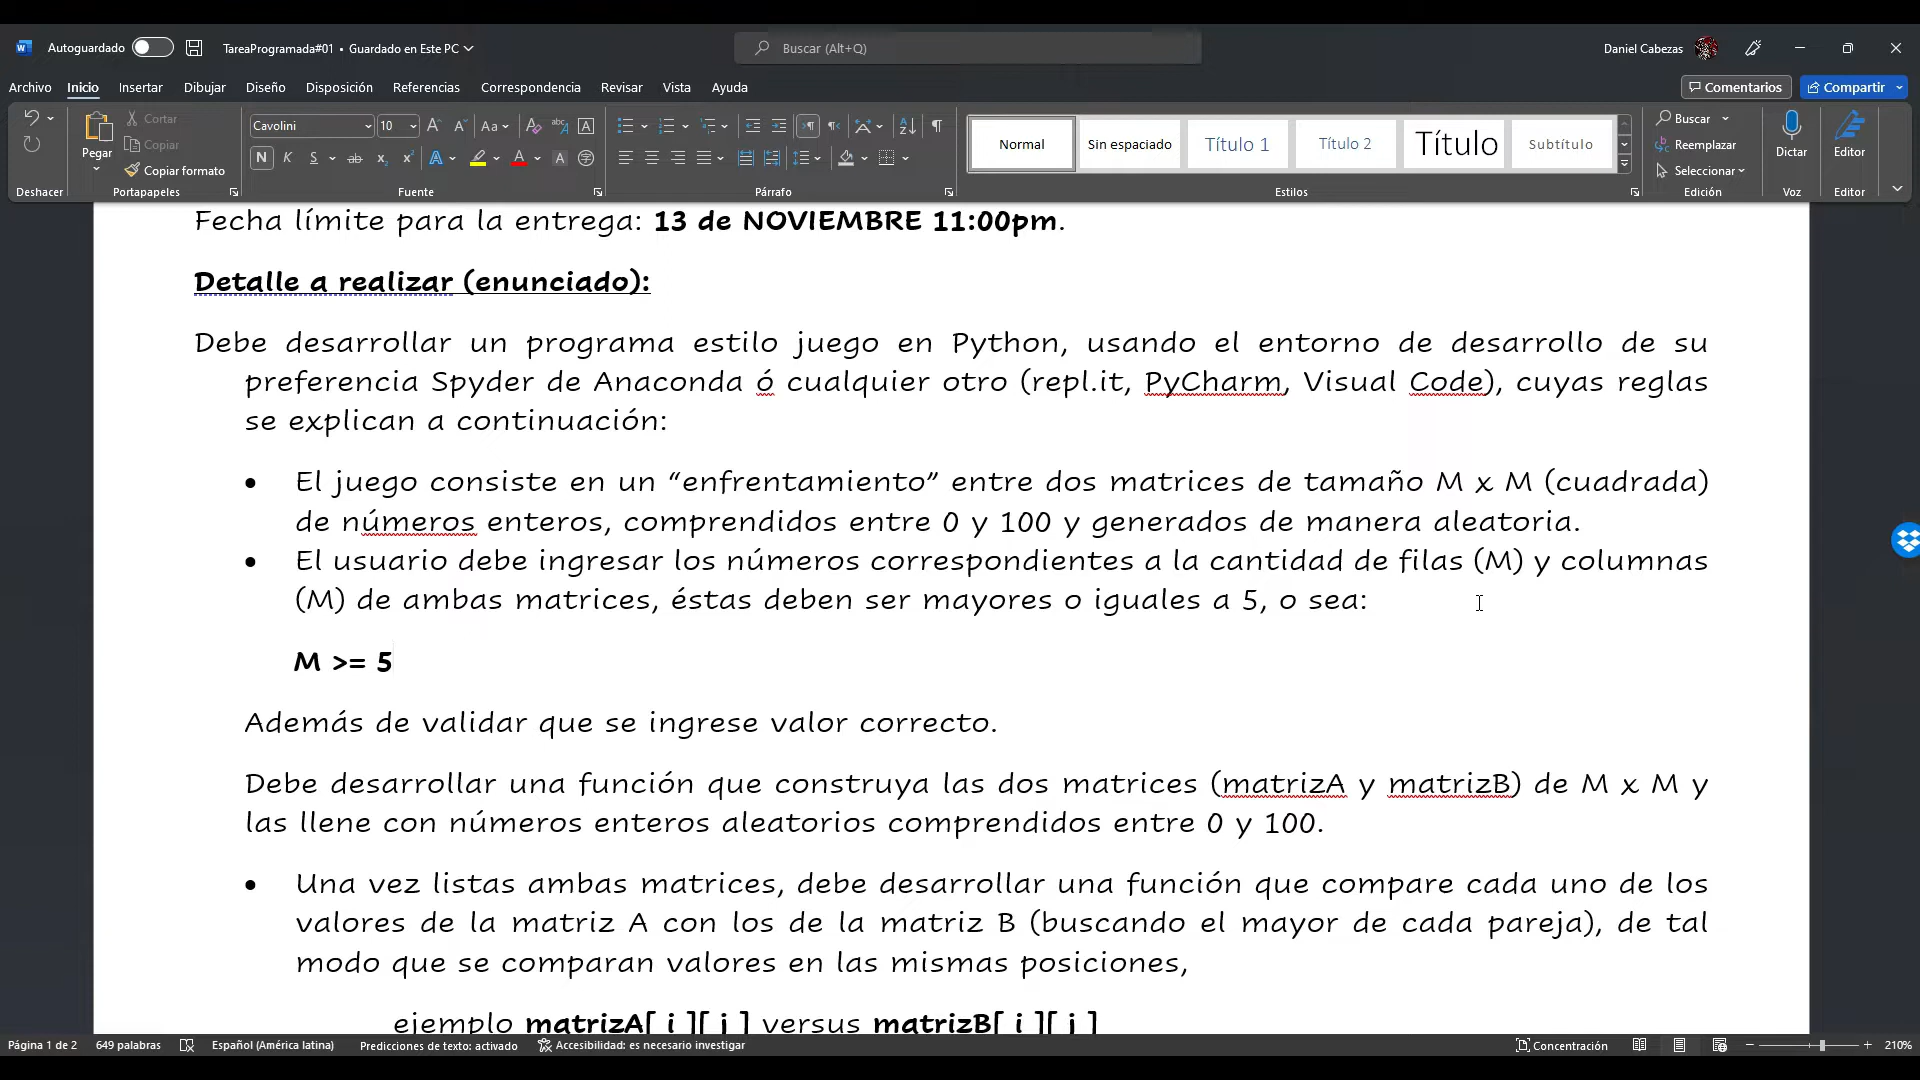 Autoguardado
TareaProgramada#01 • Guardado en Este PC
Buscar (Alt+Q)
Daniel Cabezas
Archivo Inicio Insertar Dibujar Diseño Disposición Referencias Correspondencia Revisar Vista Ayuda
Comentarios Compartir
Pegar
Cortar
Copiar
Copiar formato
Cavolini 10
Aa
N K S ab
Normal Sin espaciado Título 1 Título 2 Título Subtítulo
Buscar
Reemplazar
Seleccionar
Dictar
Editor
Deshacer Portapapeles Fuente Párrafo Estilos Edición Voz Editor
Fecha límite para la entrega: 13 de NOVIEMBRE 11:00pm.
Detalle a realizar (enunciado):
Debe desarrollar un programa estilo juego en Python, usando el entorno de desarrollo de su
preferencia Spyder de Anaconda ó cualquier otro (repl.it, PyCharm, Visual Code), cuyas reglas
se explican a continuación:
• El juego consiste en un “enfrentamiento” entre dos matrices de tamaño M x M (cuadrada)
de números enteros, comprendidos entre 0 y 100 y generados de manera aleatoria.
• El usuario debe ingresar los números correspondientes a la cantidad de filas (M) y columnas
(M) de ambas matrices, éstas deben ser mayores o iguales a 5, o sea:
M >= 5
Además de validar que se ingrese valor correcto.
Debe desarrollar una función que construya las dos matrices (matrizA y matrizB) de M x M y
las llene con números enteros aleatorios comprendidos entre 0 y 100.
• Una vez listas ambas matrices, debe desarrollar una función que compare cada uno de los
valores de la matriz A con los de la matriz B (buscando el mayor de cada pareja), de tal
modo que se comparan valores en las mismas posiciones,
ejemplo matrizA[ i ][ j ] versus matrizB[ i ][ j ]
Página 1 de 2 649 palabras Español (América latina) Predicciones de texto: activado Accesibilidad: es necesario investigar Concentración 210%